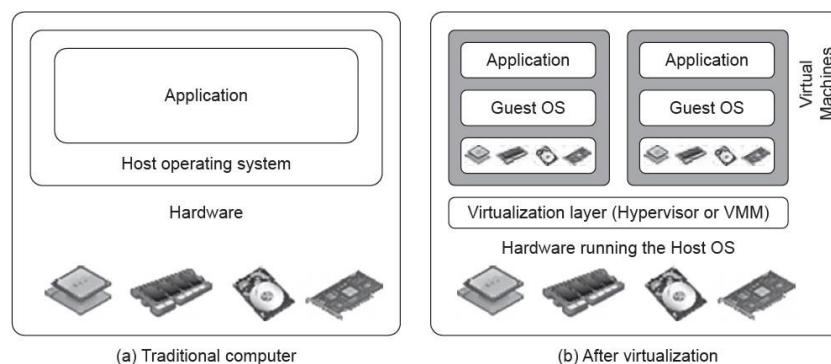 Application
Host operating system
Hardware
(a) Traditional computer
Application
Guest OS
Application
Guest OS
Virtual
Machines
Virtualization layer (Hypervisor or VMM)
Hardware running the Host OS
(b) After virtualization